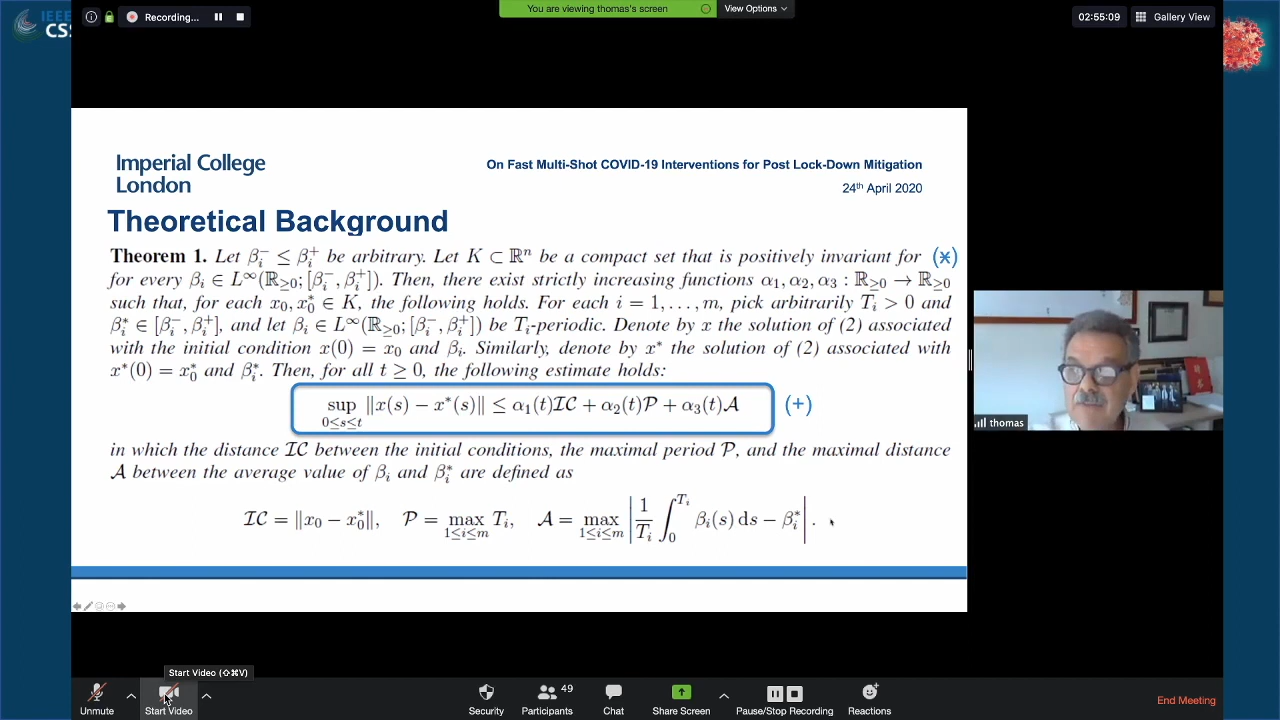 IEEE
CSS
Recording...
You are viewing thomas's screen
View Options
02:55:09
Gallery View
Imperial College
London
On Fast Multi-Shot COVID-19 Interventions for Post Lock-Down Mitigation
24th April 2020
Theoretical Background
Theorem 1. Let β_i^- ≤ β_i^+ be arbitrary. Let K ⊂ ℝ^n be a compact set that is positively invariant for (*)
for every β_i ∈ L^∞(ℝ_≥0; [β_i^-, β_i^+]). Then, there exist strictly increasing functions α_1, α_2, α_3 : ℝ_≥0 → ℝ_≥0
such that, for each x_0, x_0^* ∈ K, the following holds. For each i = 1, . . . , m, pick arbitrarily T_i > 0 and
β_i^* ∈ [β_i^-, β_i^+], and let β_i ∈ L^∞(ℝ_≥0; [β_i^-, β_i^+]) be T_i-periodic. Denote by x the solution of (2) associated
with the initial condition x(0) = x_0 and β_i. Similarly, denote by x^* the solution of (2) associated with
x^*(0) = x_0^* and β_i^*. Then, for all t ≥ 0, the following estimate holds:
sup_{0≤s≤t} ‖x(s) − x^*(s)‖ ≤ α_1(t)IC + α_2(t)P + α_3(t)A (+)
in which the distance IC between the initial conditions, the maximal period P, and the maximal distance
A between the average value of β_i and β_i^* are defined as
IC = ‖x_0 − x_0^*‖, P = max_{1≤i≤m} T_i, A = max_{1≤i≤m} |1/T_i ∫_0^{T_i} β_i(s) ds − β_i^*| .
thomas
Start Video (⇧⌘V)
Unmute
Start Video
Security
49
Participants
Chat
Share Screen
Pause/Stop Recording
Reactions
End Meeting